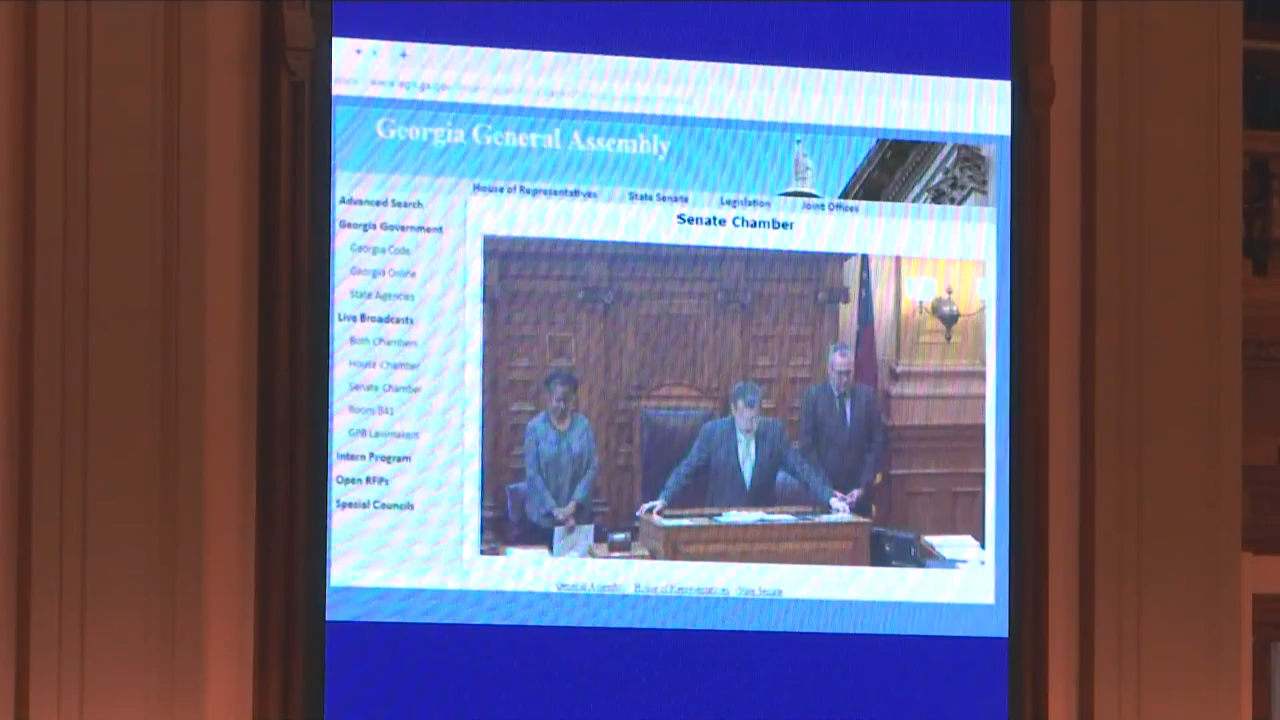 Georgia General Assembly
House of Representatives State Senate Legislation Joint Offices
Senate Chamber
Advanced Search
Georgia Government
Georgia Code
Georgia Online
State Agencies
Live Broadcasts
Both Chambers
House Chamber
Senate Chamber
Room 341
GPB Lawmakers
Intern Program
Open RFPs
Special Councils
General Assembly House of Representatives State Senate